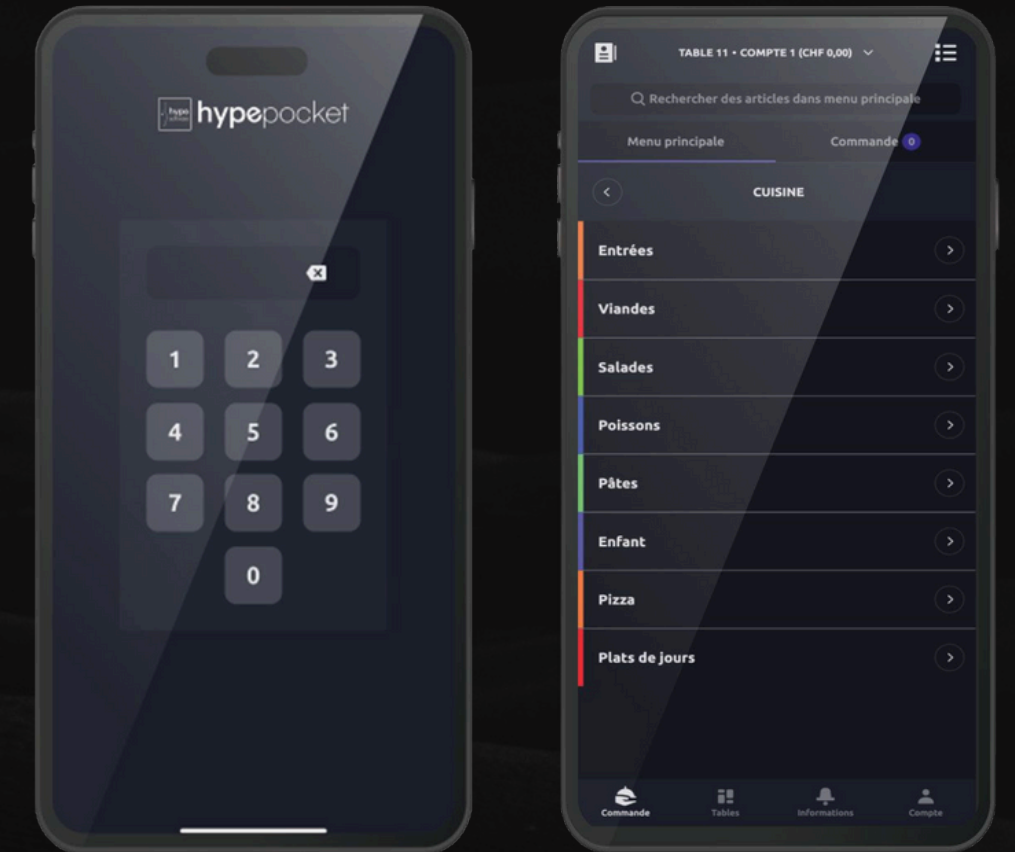 hypepocket
1 2 3
4 5 6
7 8 9
0
TABLE 11 • COMPTE 1 (CHF 0,00)
Rechercher des articles dans menu principale
Menu principale Commande 0
CUISINE
Entrées
Viandes
Salades
Poissons
Pâtes
Enfant
Pizza
Plats de jours
Commande Tables Informations Compte